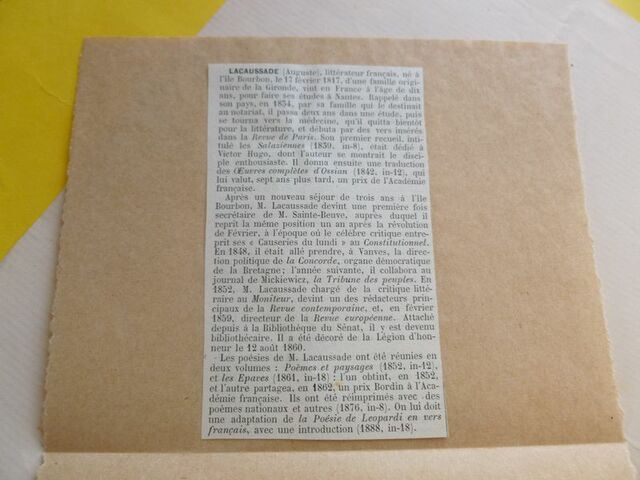 LACAUSSADE (Auguste), littérateur français, né à
l'île Bourbon, le 17 février 1817, d'une famille origi-
naire de la Gironde, vint en France à l'âge de dix
ans, pour faire ses études à Nantes. Rappelé dans
son pays, en 1834, par sa famille qui le destinait
au notariat, il passa deux ans dans une étude, puis
se tourna vers la médecine, qu'il quitta bientôt
pour la littérature, et débuta par des vers insérés
dans la Revue de Paris. Son premier recueil, inti-
tulé les Salaziennes (1839, in-8), était dédié à
Victor Hugo, dont l'auteur se montrait le disci-
ple enthousiaste. Il donna ensuite une traduction
des Œuvres complètes d'Ossian (1842, in-12), qui
lui valut, sept ans plus tard, un prix de l'Académie
française.
Après un nouveau séjour de trois ans à l'île
Bourbon, M. Lacaussade devint une première fois
secrétaire de M. Sainte-Beuve, auprès duquel il
reprit la même position un an après la révolution
de Février, à l'époque où le célèbre critique entre-
prit ses « Causeries du lundi » au Constitutionnel.
En 1848, il était allé prendre, à Vanves, la direc-
tion politique de la Concorde, organe démocratique
de la Bretagne; l'année suivante, il collabora au
journal de Mickiewicz, la Tribune des peuples. En
1852, M. Lacaussade chargé de la critique litté-
raire au Moniteur, devint un des rédacteurs prin-
cipaux de la Revue contemporaine, et, en février
1859, directeur de la Revue européenne. Attaché
depuis à la Bibliothèque du Sénat, il y est devenu
bibliothécaire. Il a été décoré de la Légion d'hon-
neur le 12 août 1860.
Les poésies de M. Lacaussade ont été réunies en
deux volumes : Poèmes et paysages (1852, in-12),
et les Epaves (1861, in-18) : l'un obtint, en 1852,
et l'autre partagea, en 1862, un prix Bordin à l'Aca-
démie française. Ils ont été réimprimés avec des
poèmes nationaux et autres (1876, in-8). On lui doit
une adaptation de la Poésie de Leopardi en vers
français, avec une introduction (1888, in-18).